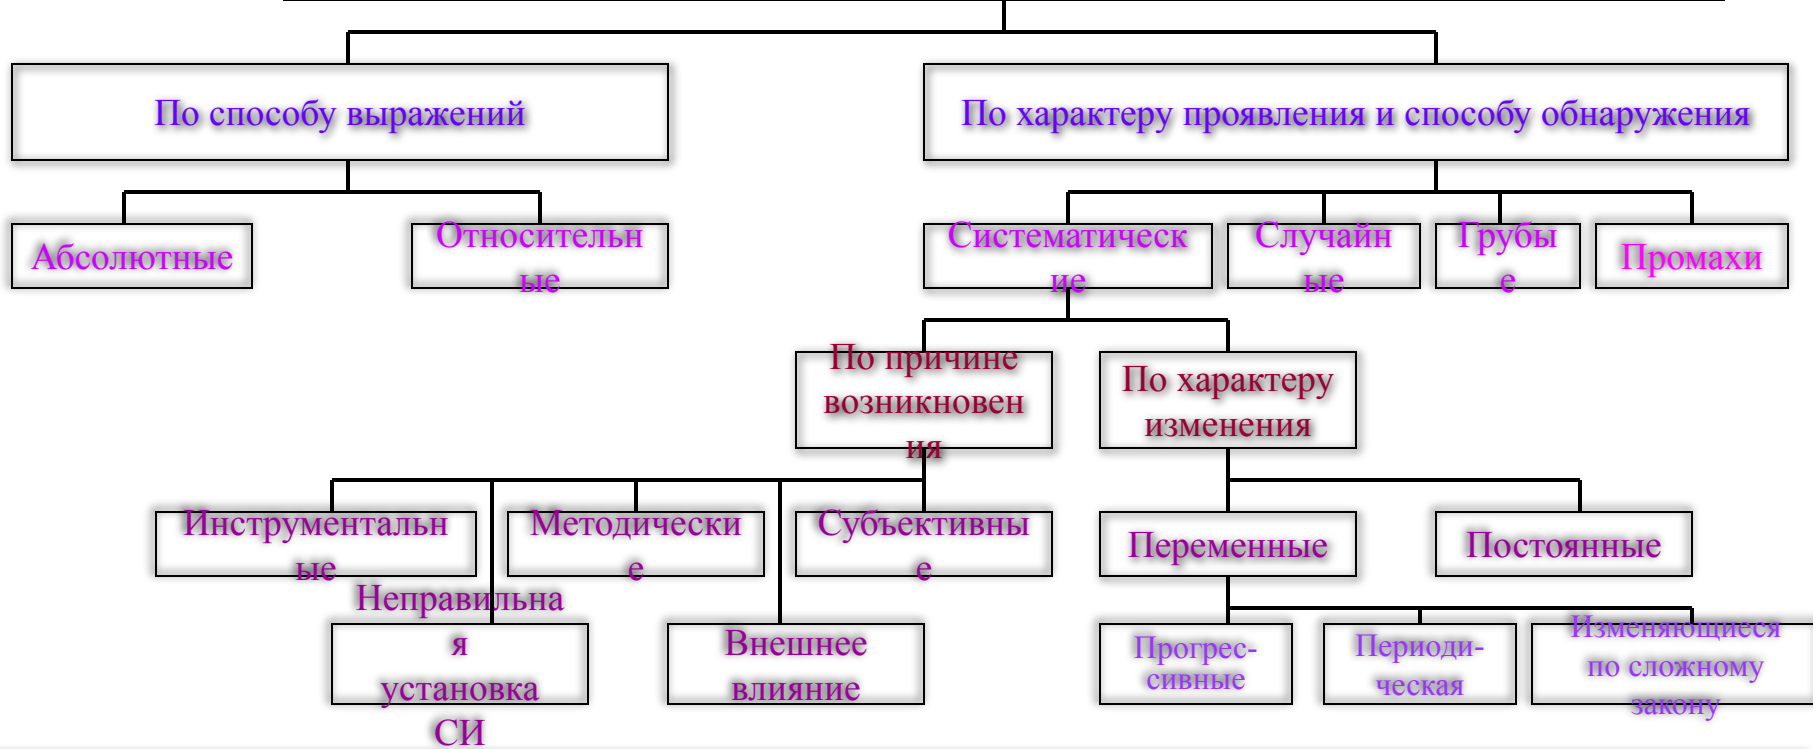 По способу выражений
По характеру проявления и способу обнаружения
Абсолютные
Относительн
ые
Систематическ
ие
Случайн
ые
Грубы
е
Промахи
По причине
возникновен
ия
По характеру
изменения
Инструментальн
ые
Методически
е
Субъективны
е
Переменные
Постоянные
Неправильна
я
установка
СИ
Внешнее
влияние
Прогрес-
сивные
Периоди-
ческая
Изменяющиеся
по сложному
закону